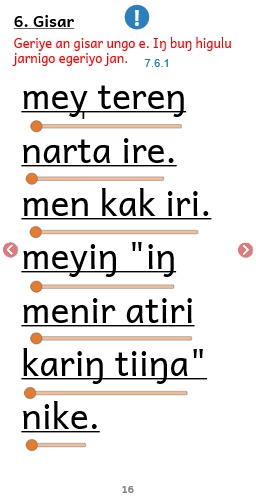 6. Gisar
!
Geriye an gisar ungo e. Iŋ buŋ higulu
jarnigo egeriyo jan.
7.6.1
mey tereŋ
narta ire.
men kak iri.
meyiŋ "iŋ
menir atiri
kariŋ tiiŋa"
nike.
16